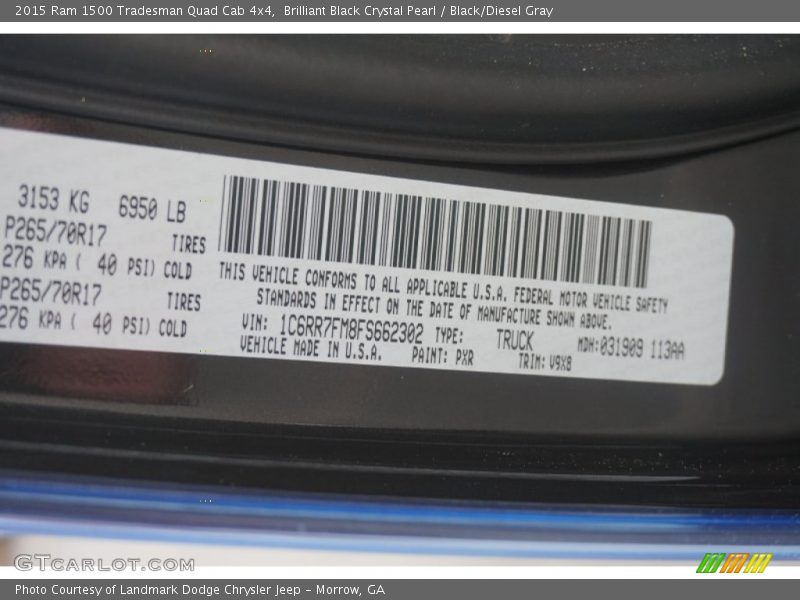 2015 Ram 1500 Tradesman Quad Cab 4x4,  Brilliant Black Crystal Pearl / Black/Diesel Gray
3153 KG 6950 LB
P265/70R17 TIRES
276 KPA ( 40 PSI) COLD
P265/70R17 TIRES
276 KPA ( 40 PSI) COLD
THIS VEHICLE CONFORMS TO ALL APPLICABLE U.S.A. FEDERAL MOTOR VEHICLE SAFETY
STANDARDS IN EFFECT ON THE DATE OF MANUFACTURE SHOWN ABOVE.
VIN: 1C6RR7FM8FS662302 TYPE: TRUCK MDH:031909 113AA
VEHICLE MADE IN U.S.A. PAINT: PXR TRIM: V9X8
GTCARLOT.COM
Photo Courtesy of Landmark Dodge Chrysler Jeep – Morrow, GA